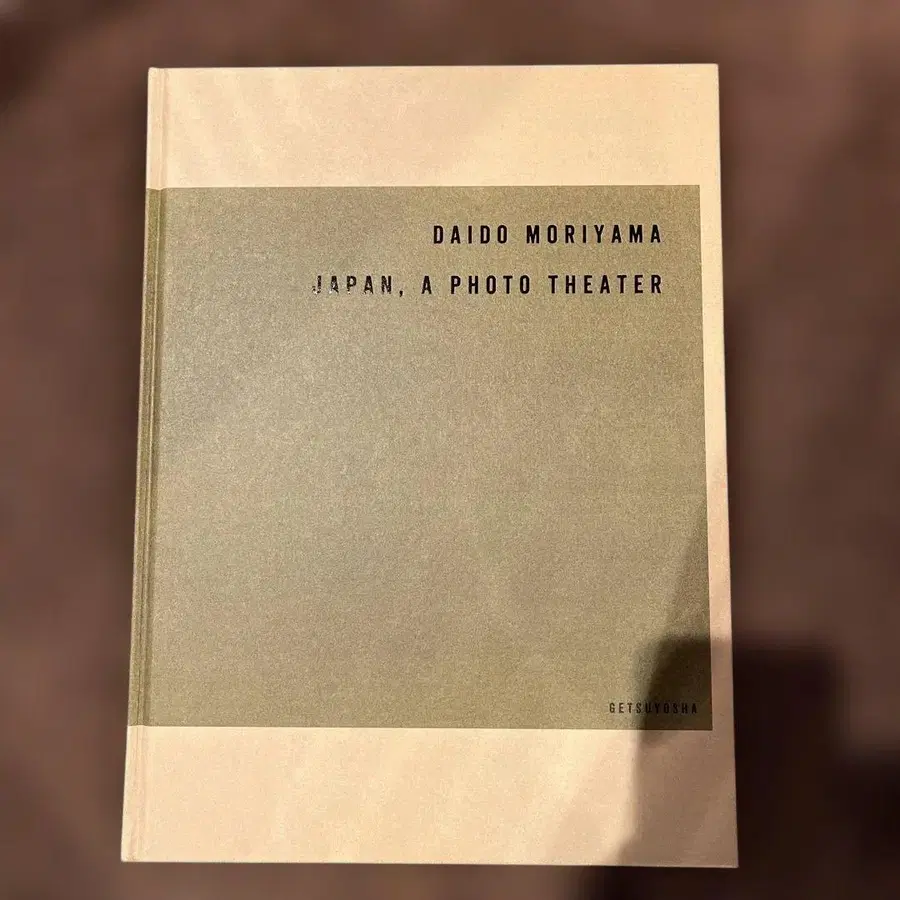 DAIDO MORIYAMA
JAPAN, A PHOTO THEATER
GETSUYOSHA